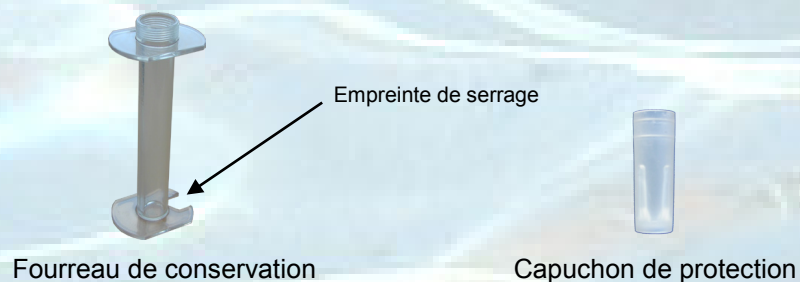 Empreinte de serrage
Fourreau de conservation
Capuchon de protection